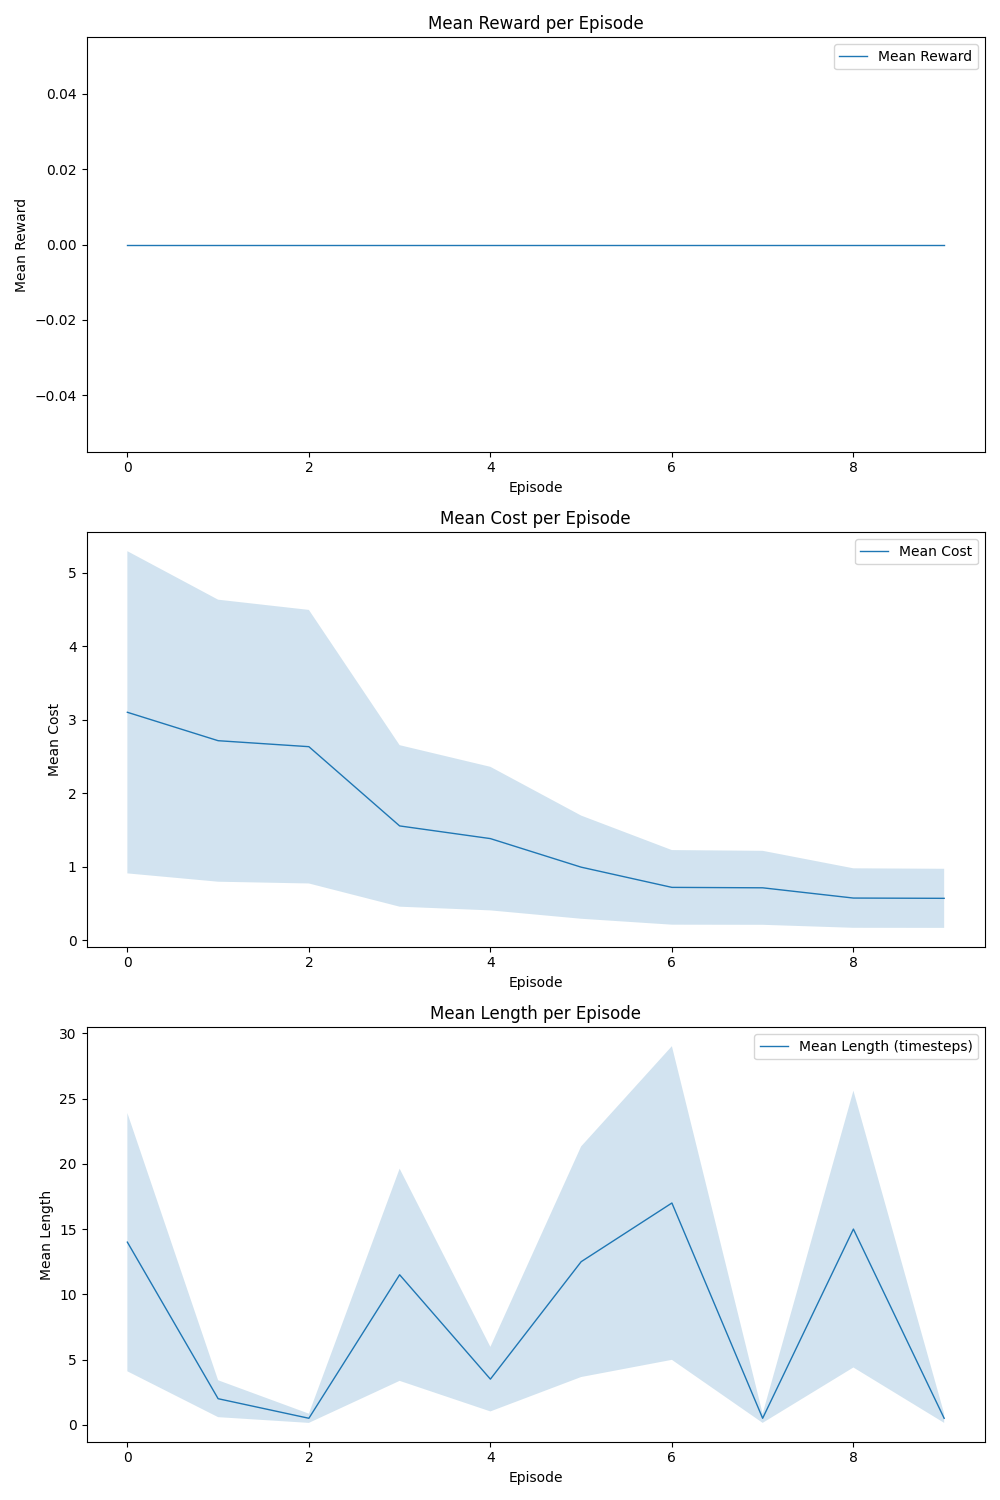 Mean Reward per Episode
Mean Reward
0.04
0.02
0.00
−0.02
−0.04
Mean Reward
0 2 4 6 8
Episode
Mean Cost per Episode
Mean Cost
5
4
3
2
1
0
Mean Cost
0 2 4 6 8
Episode
Mean Length per Episode
Mean Length (timesteps)
30
25
20
15
10
5
0
Mean Length
0 2 4 6 8
Episode